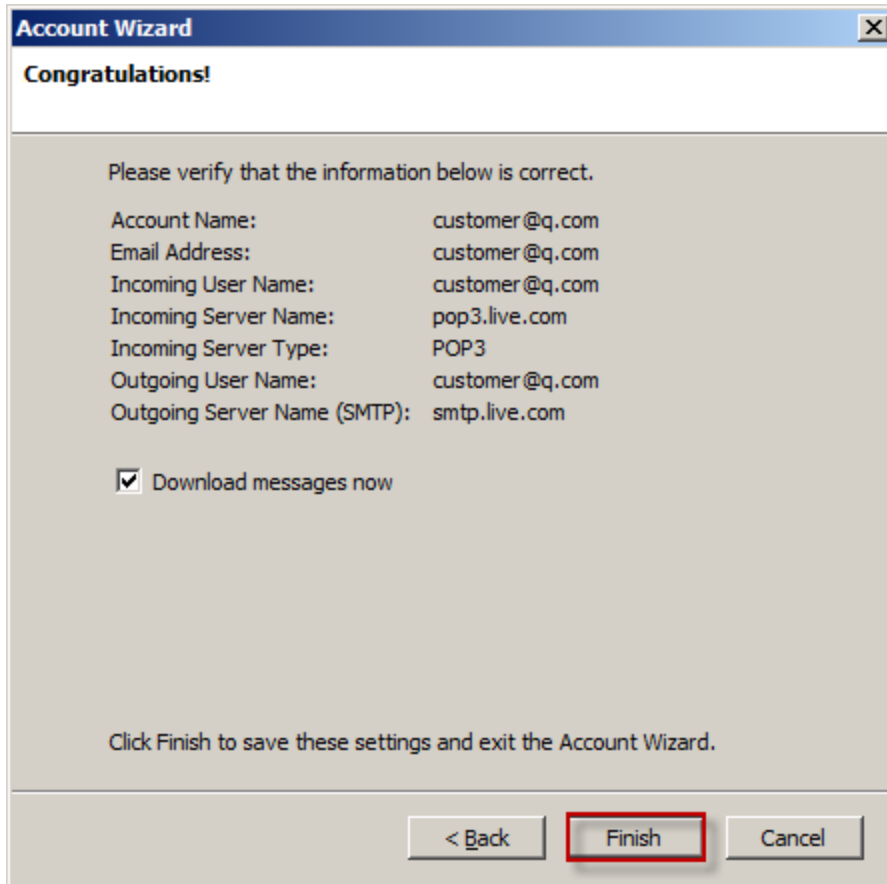 Account Wizard
Congratulations!
Please verify that the information below is correct.
Account Name: customer@q.com
Email Address: customer@q.com
Incoming User Name: customer@q.com
Incoming Server Name: pop3.live.com
Incoming Server Type: POP3
Outgoing User Name: customer@q.com
Outgoing Server Name (SMTP): smtp.live.com
Download messages now
Click Finish to save these settings and exit the Account Wizard.
< Back Finish Cancel